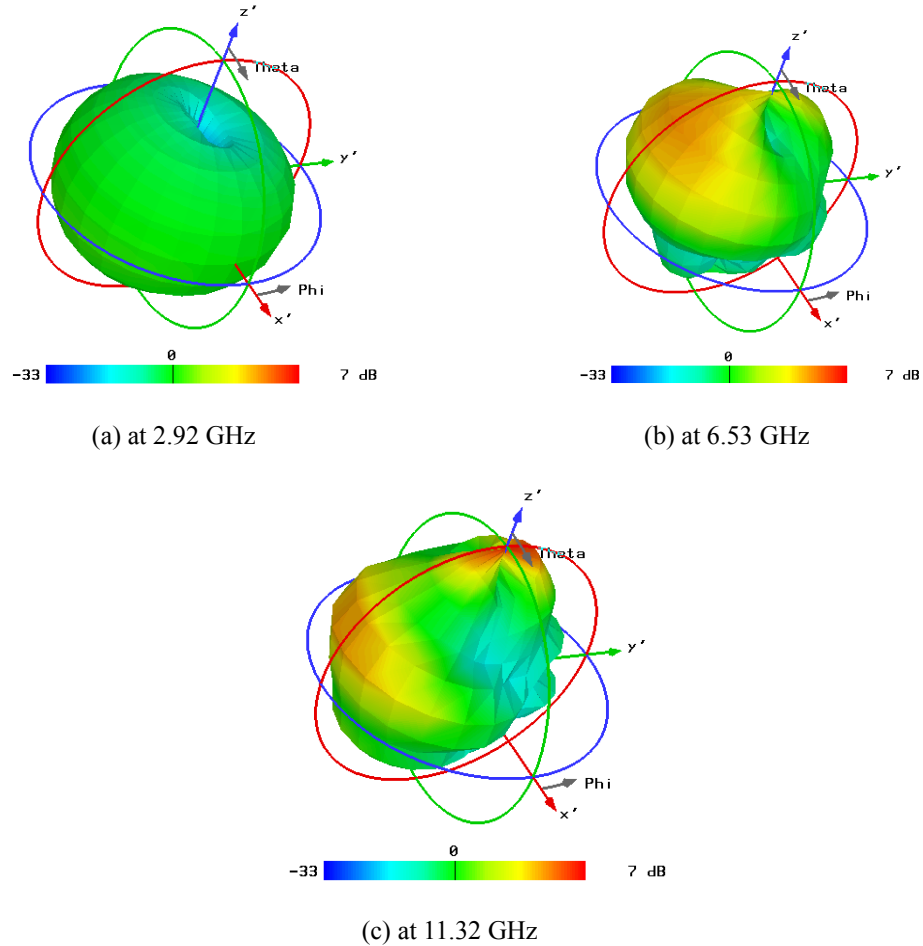 z'
Theta
y'
Phi
x'
0
-33
7 dB
(a) at 2.92 GHz
z'
Theta
y'
Phi
x'
0
-33
7 dB
(b) at 6.53 GHz
z'
Theta
y'
Phi
x'
0
-33
7 dB
(c) at 11.32 GHz